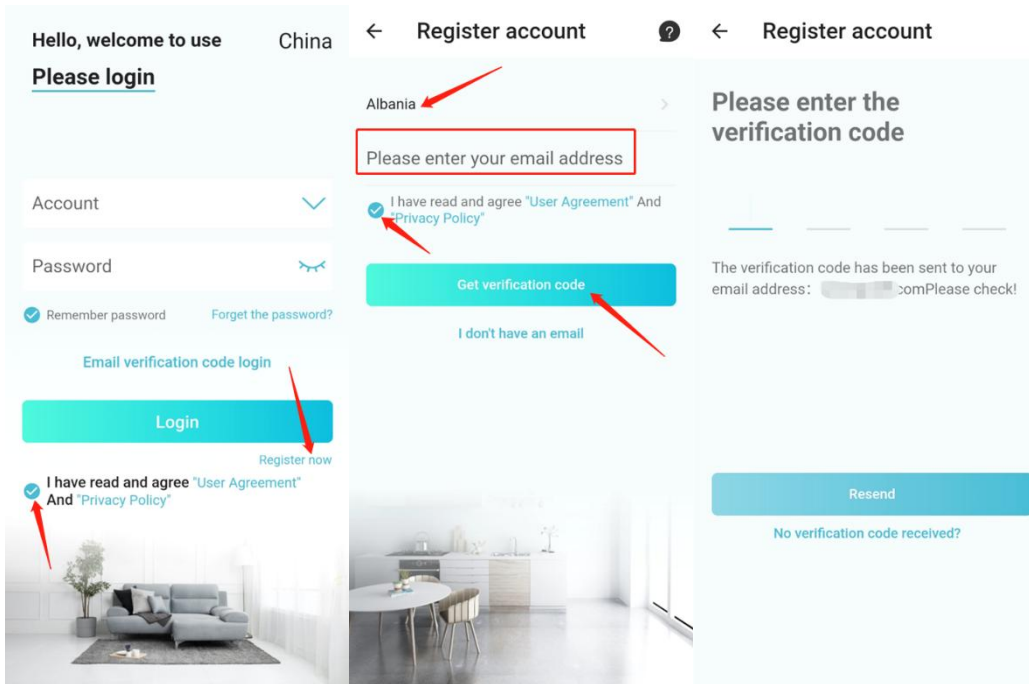 Hello, welcome to use
China
Please login
Account
Password
Remember password
Forget the password?
Email verification code login
Login
Register now
I have read and agree "User Agreement"
And "Privacy Policy"
Register account
?
Albania
Please enter your email address
I have read and agree "User Agreement" And
"Privacy Policy"
Get verification code
I don't have an email
Register account
Please enter the
verification code
The verification code has been sent to your
email address: comPlease check!
Resend
No verification code received?